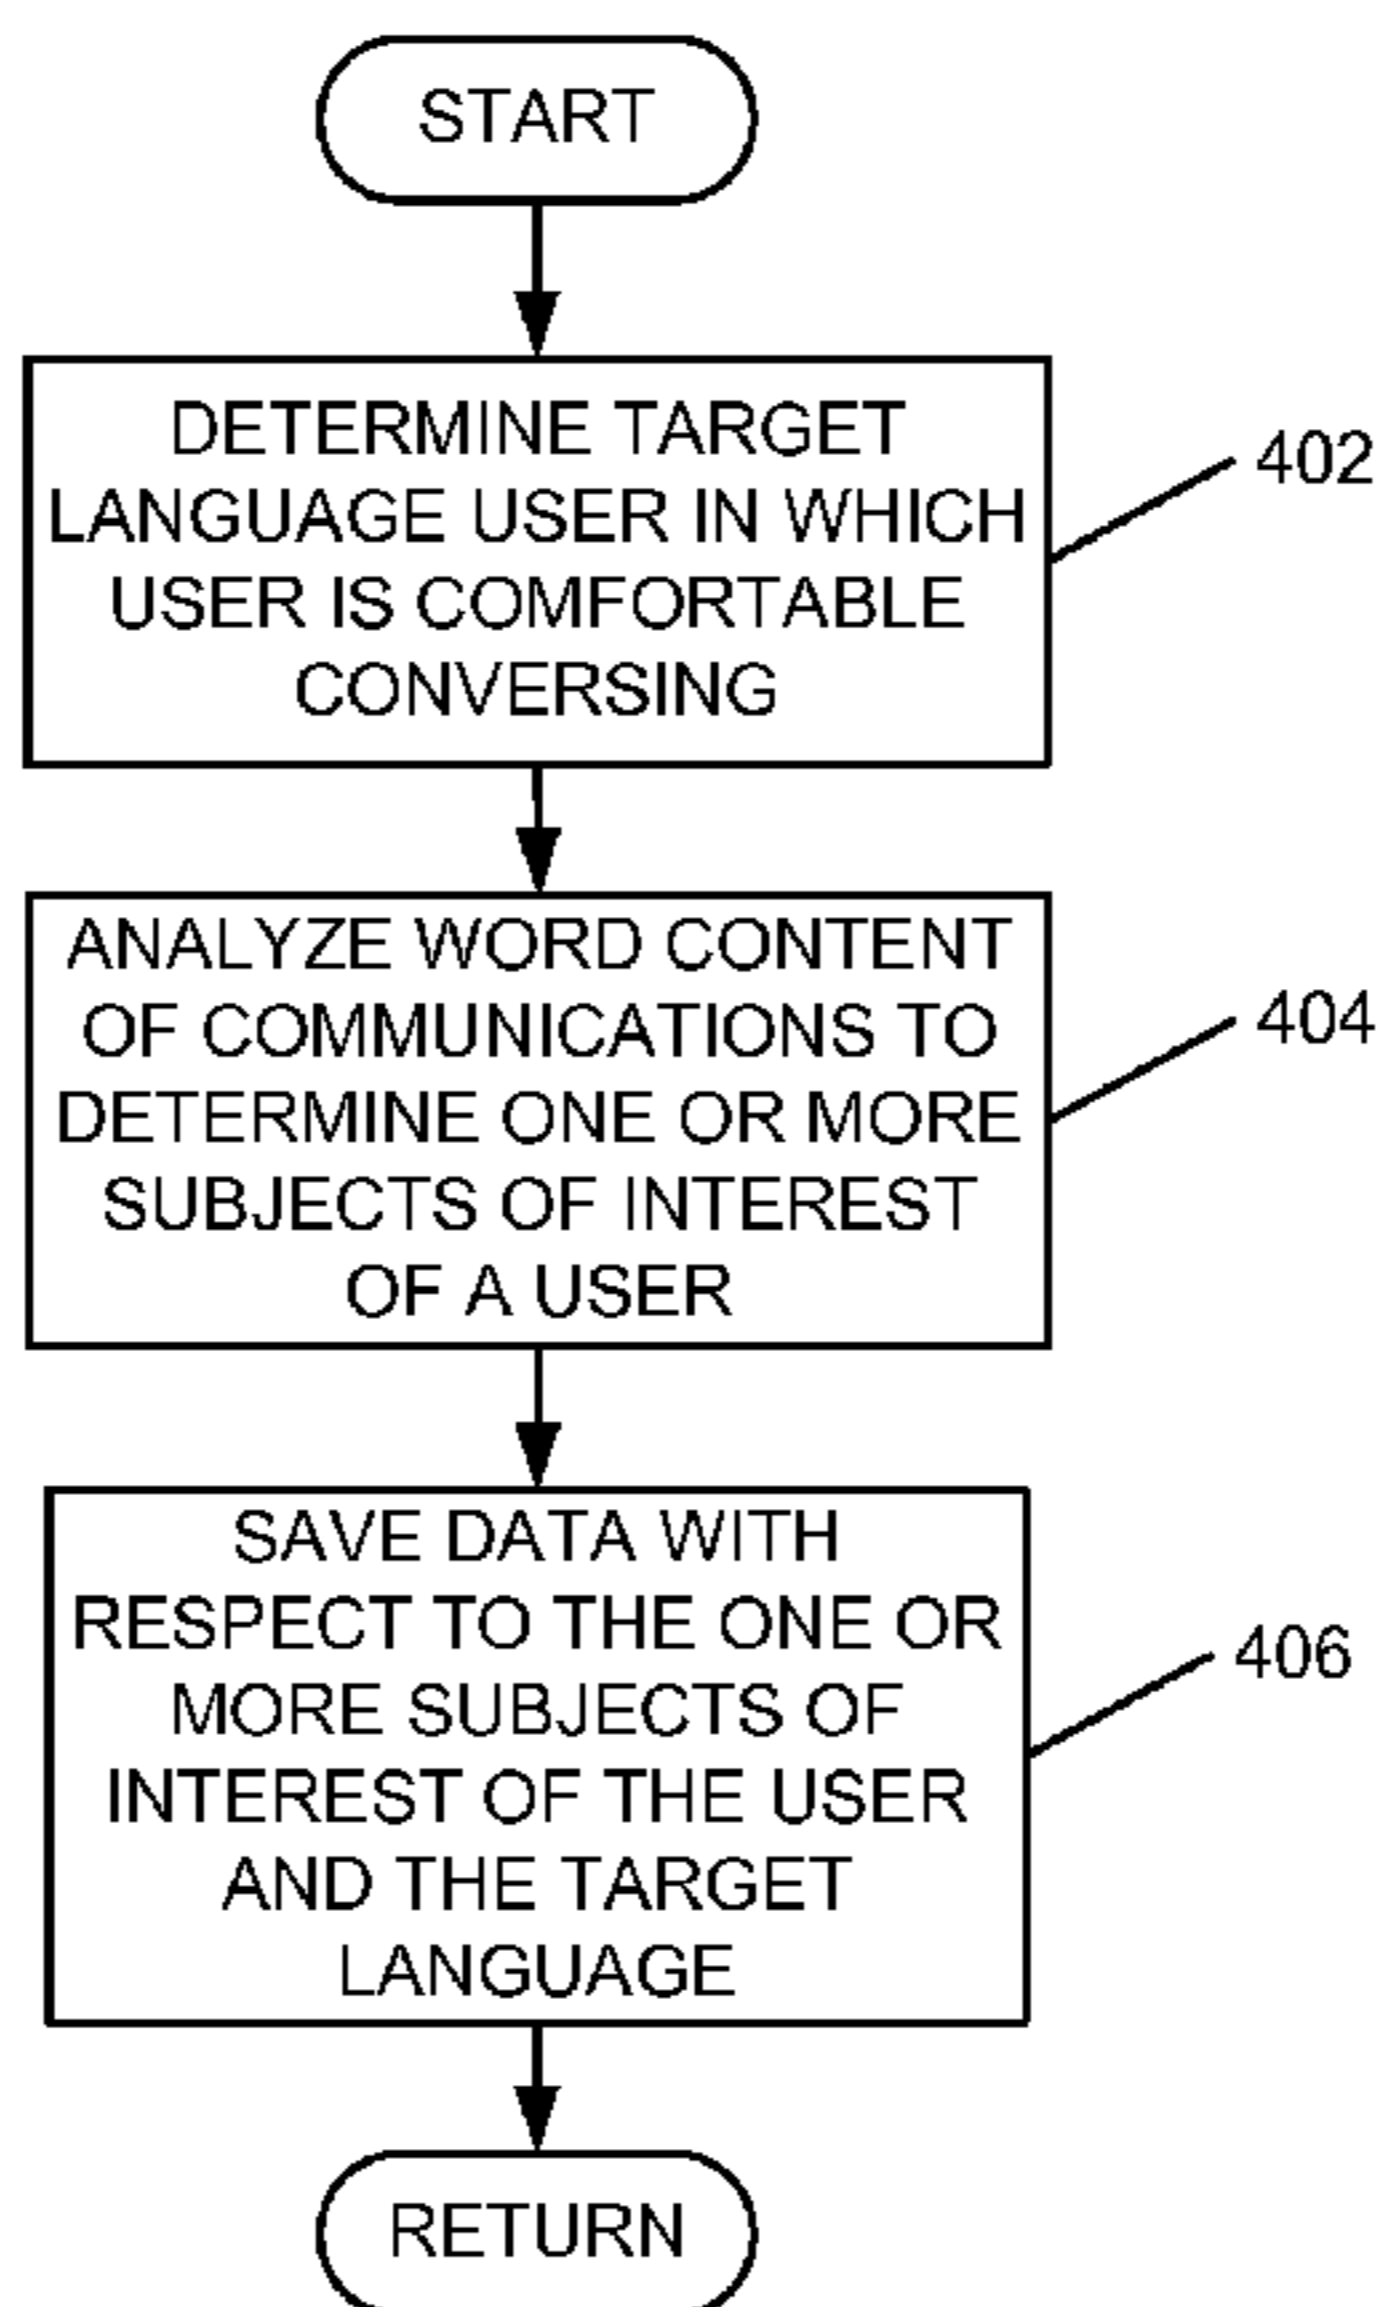 START
DETERMINE TARGET
LANGUAGE USER IN WHICH
USER IS COMFORTABLE
CONVERSING
402
ANALYZE WORD CONTENT
OF COMMUNICATIONS TO
DETERMINE ONE OR MORE
SUBJECTS OF INTEREST
OF A USER
404
SAVE DATA WITH
RESPECT TO THE ONE OR
MORE SUBJECTS OF
INTEREST OF THE USER
AND THE TARGET
LANGUAGE
406
RETURN